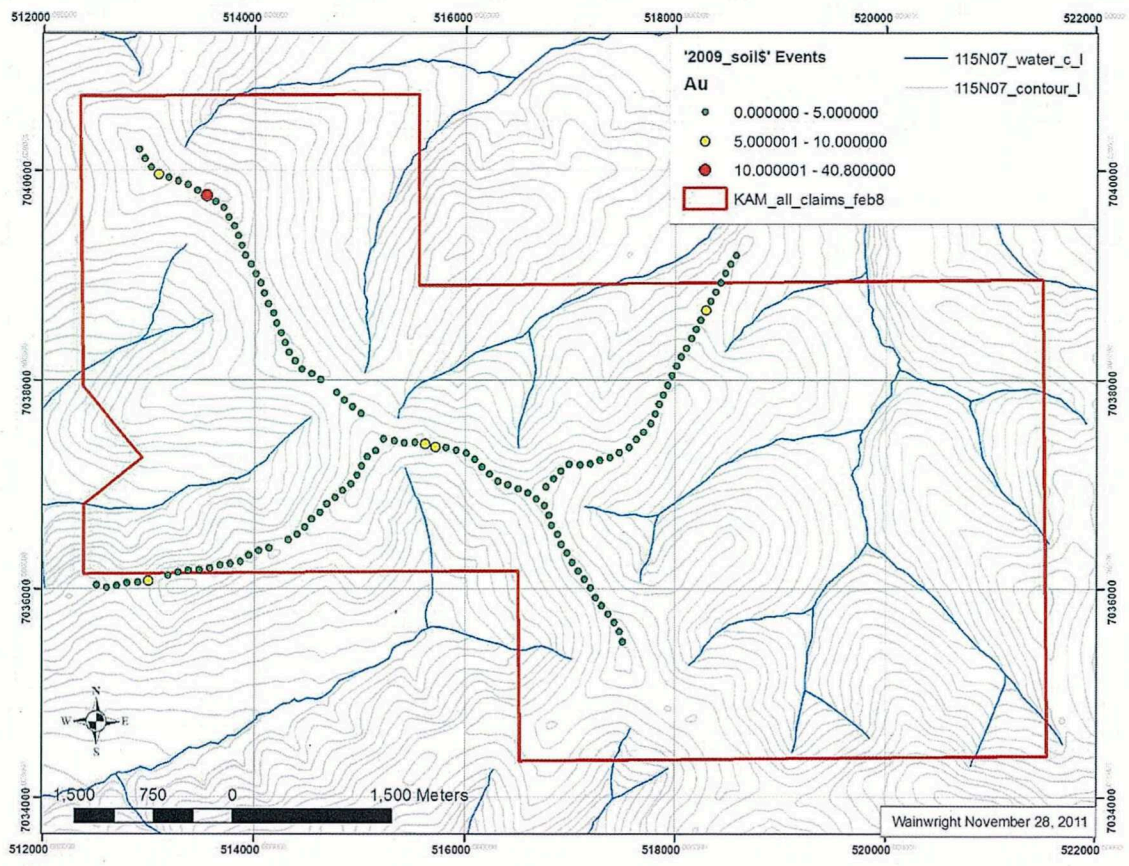 512000 514000 516000 518000 520000 522000
'2009_soil$' Events
Au
0.000000 - 5.000000
5.000001 - 10.000000
10.000001 - 40.800000
KAM_all_claims_feb8
115N07_water_c_l
115N07_contour_l
7040000 7040000
7038000 7038000
7036000 7036000
7034000 7034000
N
W E
S
1,500 750 0 1,500 Meters
Wainwright November 28, 2011
512000 514000 516000 518000 520000 522000